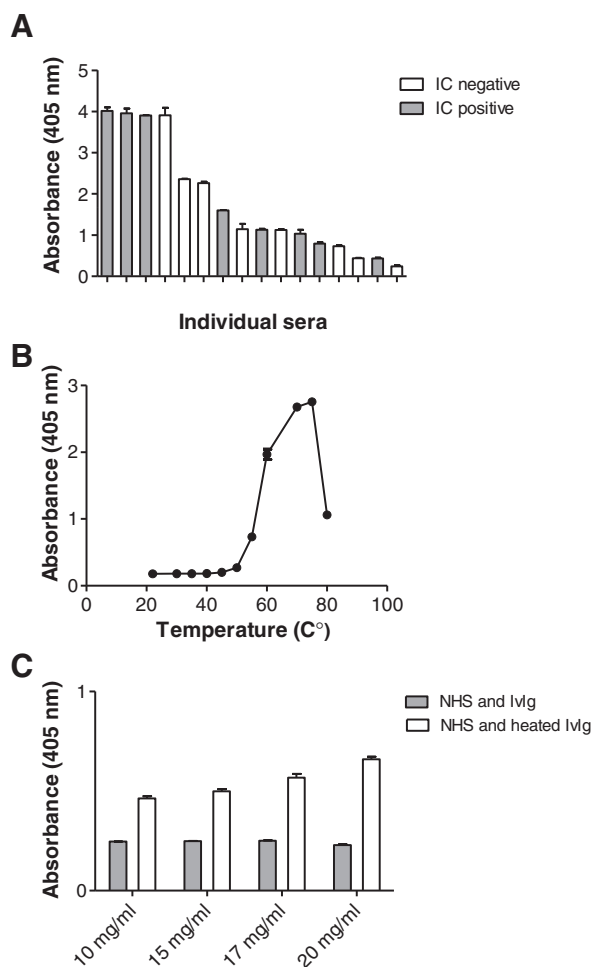 A
Absorbance (405 nm)
5
4
3
2
1
0
IC negative
IC positive
Individual sera
B
Absorbance (405 nm)
3
2
1
0
0 20 40 60 80 100
Temperature (C°)
C
Absorbance (405 nm)
1
0
NHS and IvIg
NHS and heated IvIg
10 mg/ml
15 mg/ml
17 mg/ml
20 mg/ml